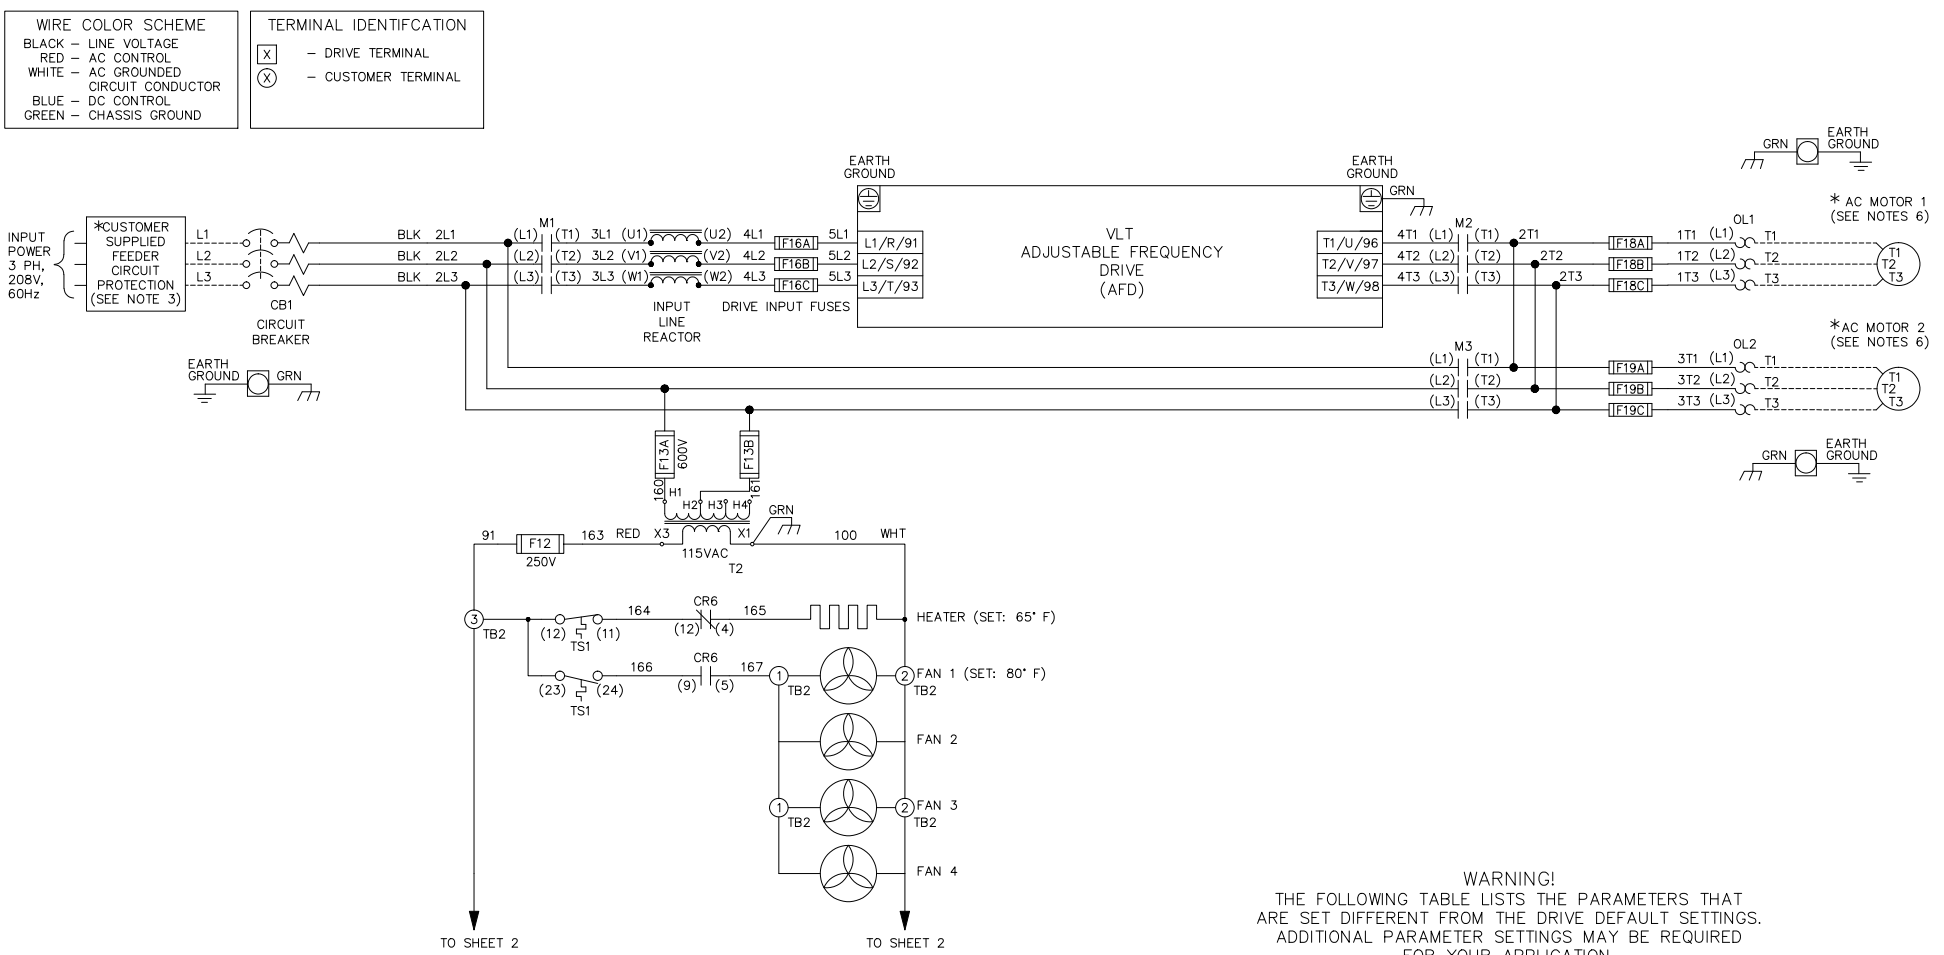 WIRE COLOR SCHEME
BLACK – LINE VOLTAGE
RED – AC CONTROL
WHITE – AC GROUNDED
CIRCUIT CONDUCTOR
BLUE – DC CONTROL
GREEN – CHASSIS GROUND
TERMINAL IDENTIFCATION
X – DRIVE TERMINAL
X – CUSTOMER TERMINAL
INPUT
POWER
3 PH,
208V,
60Hz
*CUSTOMER
SUPPLIED
FEEDER
CIRCUIT
PROTECTION
(SEE NOTE 3)
L1
L2
L3
CB1
CIRCUIT
BREAKER
EARTH
GROUND
GRN
BLK 2L1
BLK 2L2
BLK 2L3
M1
(L1) (T1) 3L1 (U1) (U2) 4L1 F16A 5L1
(L2) (T2) 3L2 (V1) (V2) 4L2 F16B 5L2
(L3) (T3) 3L3 (W1) (W2) 4L3 F16C 5L3
INPUT
LINE
REACTOR
DRIVE INPUT FUSES
EARTH
GROUND
L1/R/91
L2/S/92
L3/T/93
VLT
ADJUSTABLE FREQUENCY
DRIVE
(AFD)
EARTH
GROUND
GRN
T1/U/96
T2/V/97
T3/W/98
M2
4T1 (L1) (T1) 2T1 F18A 1T1 (L1) T1
4T2 (L2) (T2) 2T2 F18B 1T2 (L2) T2
4T3 (L3) (T3) 2T3 F18C 1T3 (L3) T3
OL1
GRN
EARTH
GROUND
* AC MOTOR 1
(SEE NOTES 6)
T1
T2
T3
M3
(L1) (T1) F19A 3T1 (L1) T1
(L2) (T2) F19B 3T2 (L2) T2
(L3) (T3) F19C 3T3 (L3) T3
OL2
*AC MOTOR 2
(SEE NOTES 6)
T1
T2
T3
GRN
EARTH
GROUND
F13A
600V
F13B
160
161
H1
H2 H3 H4
GRN
91 F12 163 RED X3 X1 100 WHT
250V
115VAC
T2
3
TB2
(12) (11)
TS1
164
CR6
(12) (4)
165
HEATER (SET: 65° F)
(23) (24)
TS1
166
CR6
(9) (5)
167
1
TB2
2
TB2
FAN 1 (SET: 80° F)
FAN 2
1
TB2
2
TB2
FAN 3
FAN 4
TO SHEET 2
TO SHEET 2
WARNING!
THE FOLLOWING TABLE LISTS THE PARAMETERS THAT
ARE SET DIFFERENT FROM THE DRIVE DEFAULT SETTINGS.
ADDITIONAL PARAMETER SETTINGS MAY BE REQUIRED
FOR YOUR APPLICATION